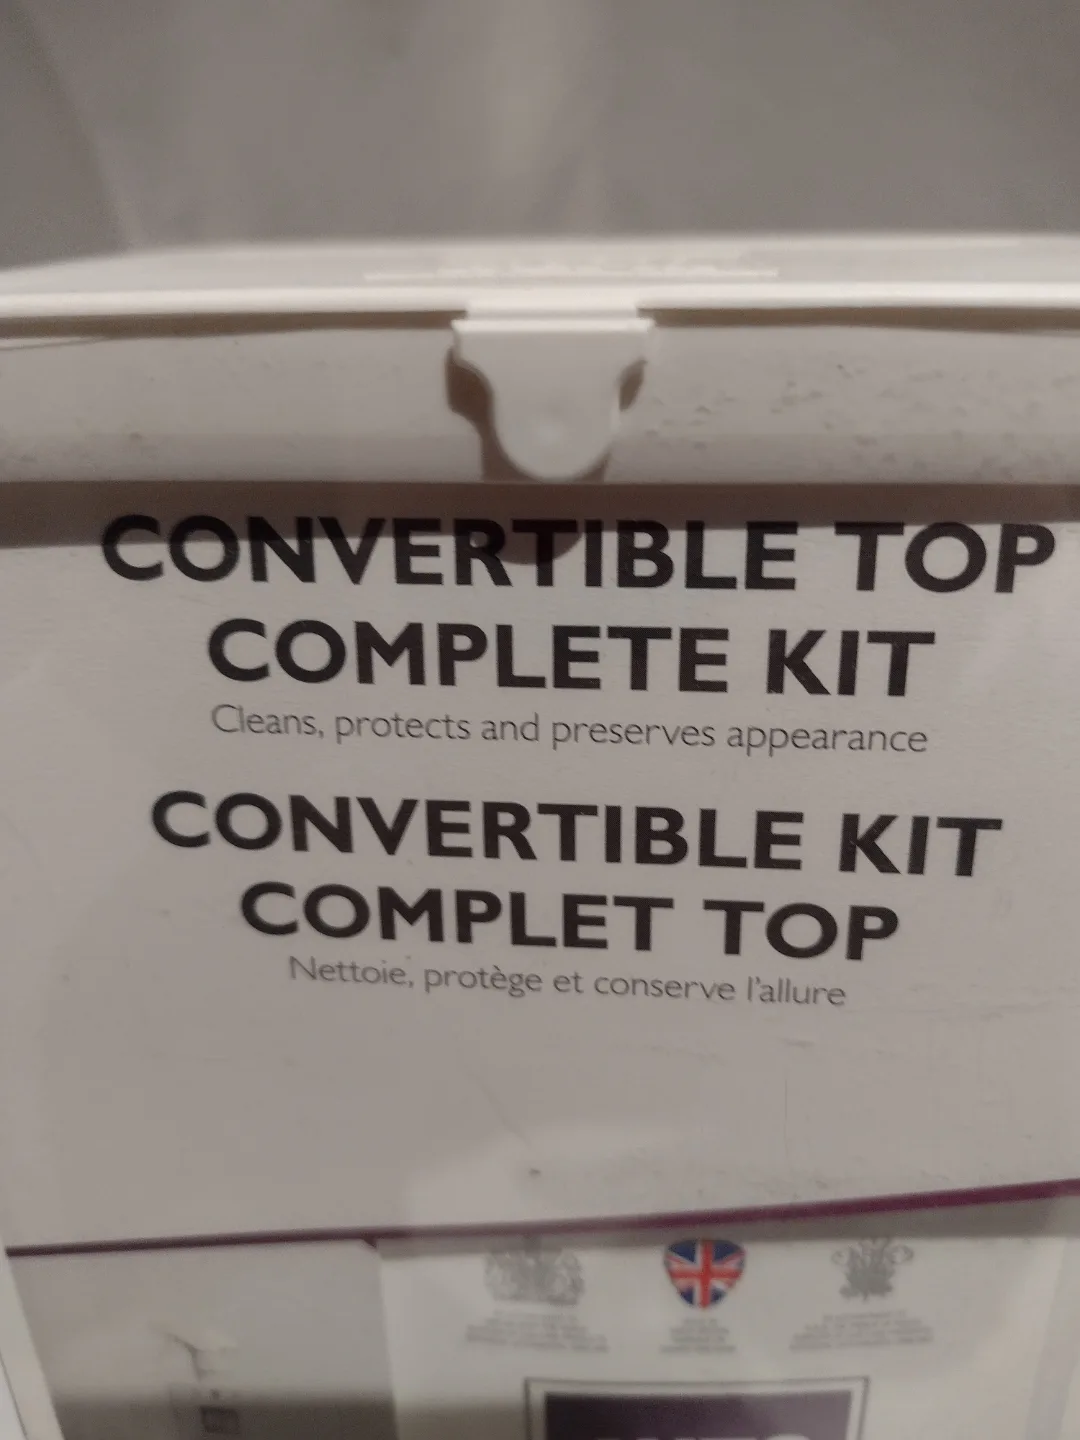 CONVERTIBLE TOP
COMPLETE KIT
Cleans, protects and preserves appearance
CONVERTIBLE KIT
COMPLET TOP
Nettoie, protège et conserve l'allure